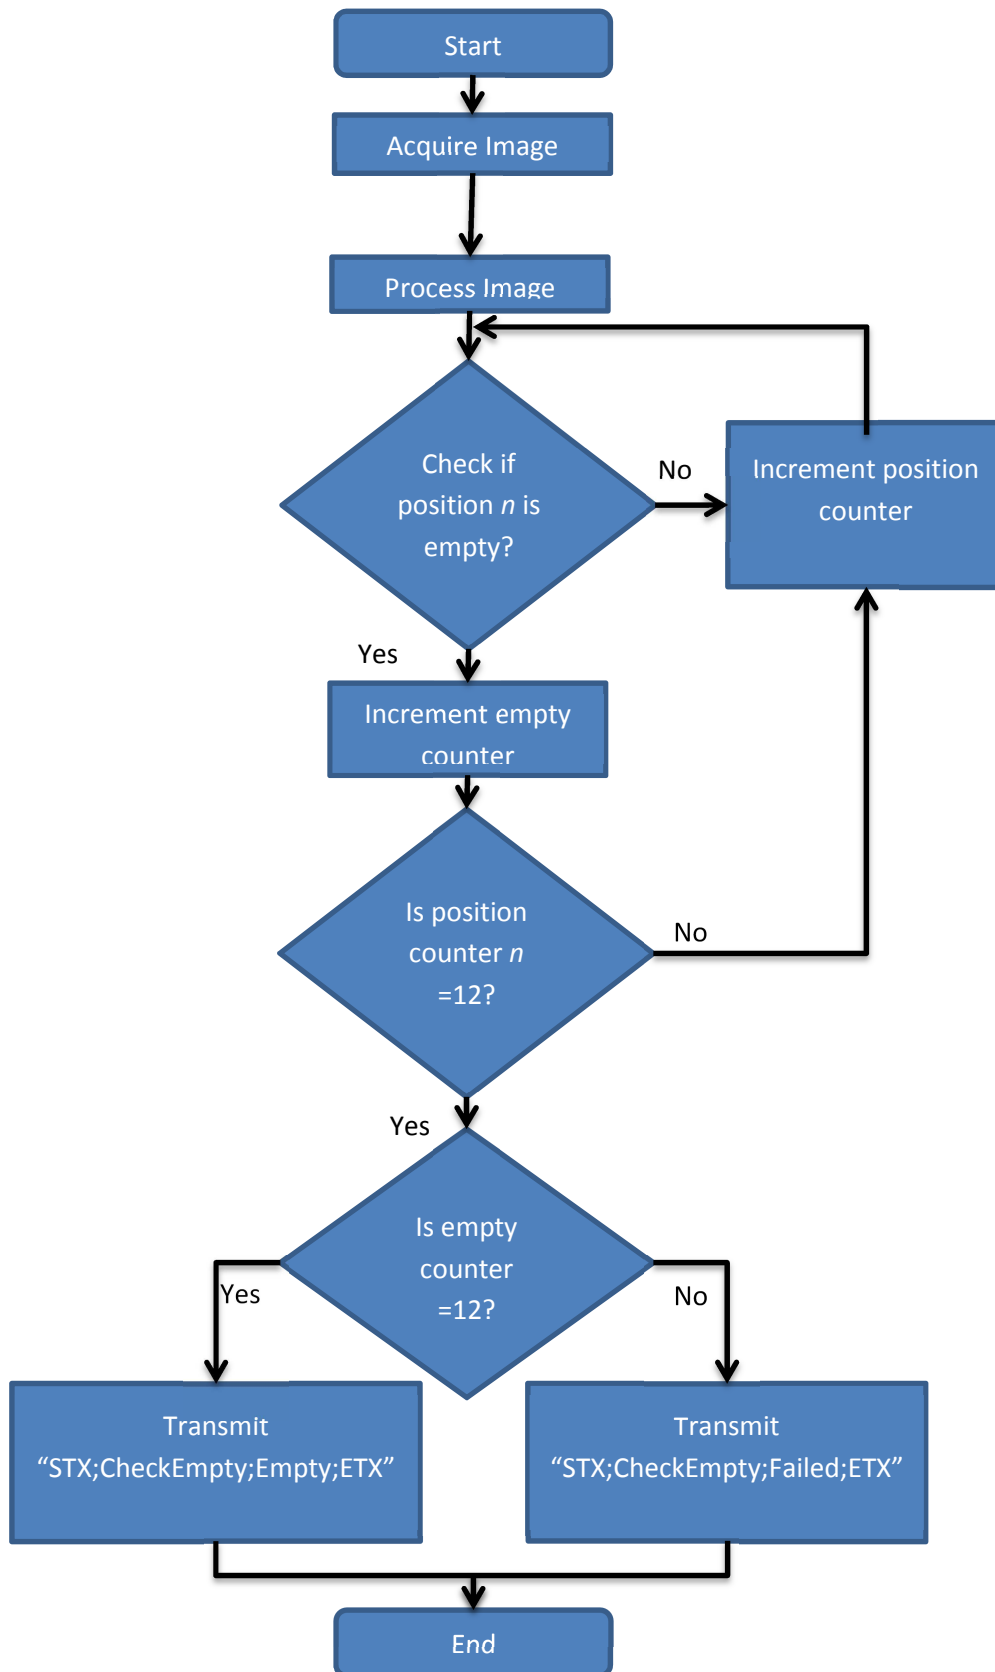 Start
Acquire Image
Process Image
Check if
position n is
empty?
No
Increment position
counter
Yes
Increment empty
counter
Is position
counter n
=12?
No
Yes
Is empty
counter
=12?
Yes
No
Transmit
“STX;CheckEmpty;Empty;ETX”
Transmit
“STX;CheckEmpty;Failed;ETX”
End